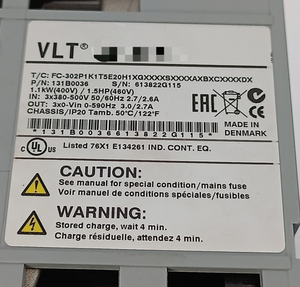 VLT®
T/C: FC-302P1K1T5E20H1XGXXXXSXXXXAXBXCXXXXDX
P/N: 131B0036 S/N: 613822G115
1.1kW(400V) / 1.5HP(460V)
IN: 3x380-500V 50/60Hz 2.7/2.6A
OUT: 3x0-Vin 0-590Hz 3.0/2.7A
CHASSIS/IP20 Tamb. 50°C/122°F
MADE IN
DENMARK
*131B0036613822G115*
Listed 76X1 E134261 IND. CONT. EQ.
CAUTION:
See manual for special condition/mains fuse
Voir manuel de conditions spéciales/fusibles
WARNING:
Stored charge, wait 4 min.
Charge résiduelle, attendez 4 min.